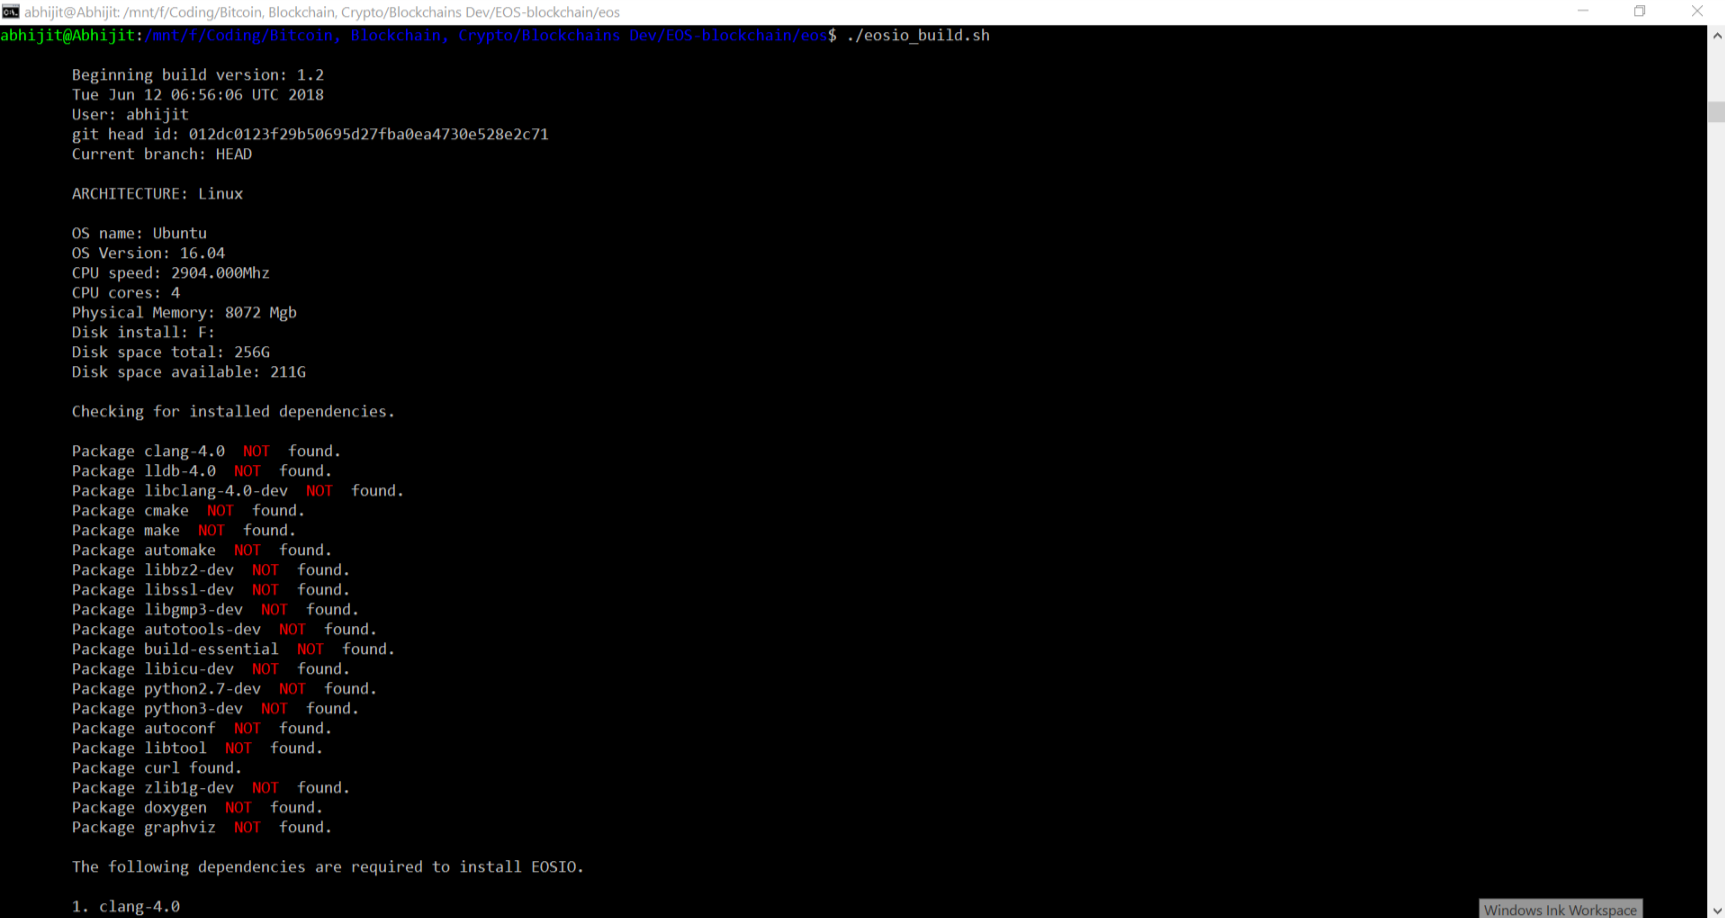 abhijit@Abhijit: /mnt/f/Coding/Bitcoin, Blockchain, Crypto/Blockchains Dev/EOS-blockchain/eos
abhijit@Abhijit:/mnt/f/Coding/Bitcoin, Blockchain, Crypto/Blockchains Dev/EOS-blockchain/eos$ ./eosio_build.sh
Beginning build version: 1.2
Tue Jun 12 06:56:06 UTC 2018
User: abhijit
git head id: 012dc0123f29b50695d27fba0ea4730e528e2c71
Current branch: HEAD
ARCHITECTURE: Linux
OS name: Ubuntu
OS Version: 16.04
CPU speed: 2904.000Mhz
CPU cores: 4
Physical Memory: 8072 Mgb
Disk install: F:
Disk space total: 256G
Disk space available: 211G
Checking for installed dependencies.
Package clang-4.0 NOT found.
Package lldb-4.0 NOT found.
Package libclang-4.0-dev NOT found.
Package cmake NOT found.
Package make NOT found.
Package automake NOT found.
Package libbz2-dev NOT found.
Package libssl-dev NOT found.
Package libgmp3-dev NOT found.
Package autotools-dev NOT found.
Package build-essential NOT found.
Package libicu-dev NOT found.
Package python2.7-dev NOT found.
Package python3-dev NOT found.
Package autoconf NOT found.
Package libtool NOT found.
Package curl found.
Package zlib1g-dev NOT found.
Package doxygen NOT found.
Package graphviz NOT found.
The following dependencies are required to install EOSIO.
1. clang-4.0
Windows Ink Workspace